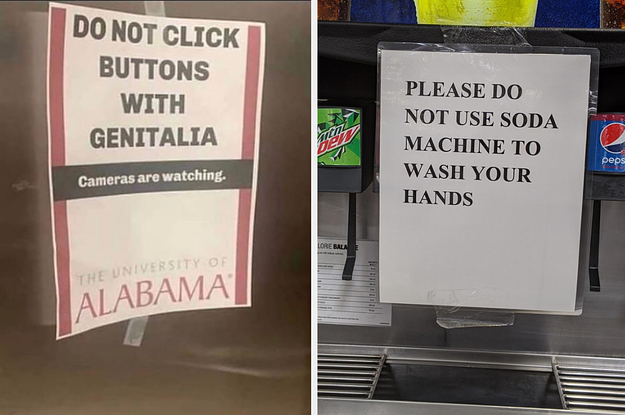 DO NOT CLICK
BUTTONS
WITH
GENITALIA
Cameras are watching.
THE UNIVERSITY OF
ALABAMA
PLEASE DO
NOT USE SODA
MACHINE TO
WASH YOUR
HANDS
mtn
DEW
pepsi